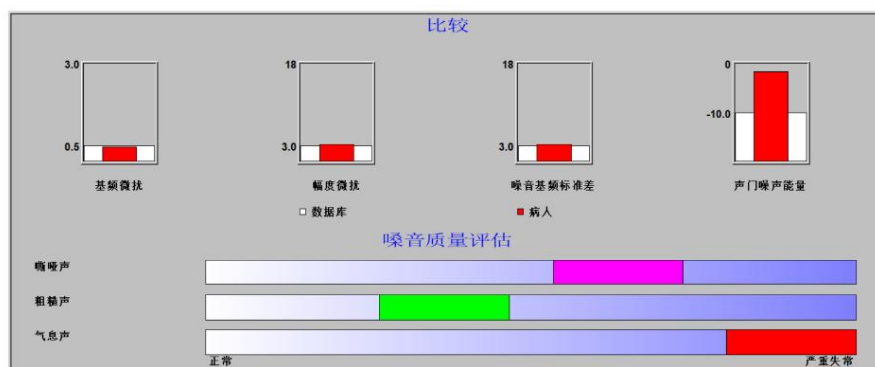 比较
3.0
0.5
18
3.0
18
3.0
0
-10.0
基频微扰
幅度微扰
噪音基频标准差
声门噪声能量
数据库
病人
嗓音质量评估
嘶哑声
粗糙声
气息声
正常
严重失常